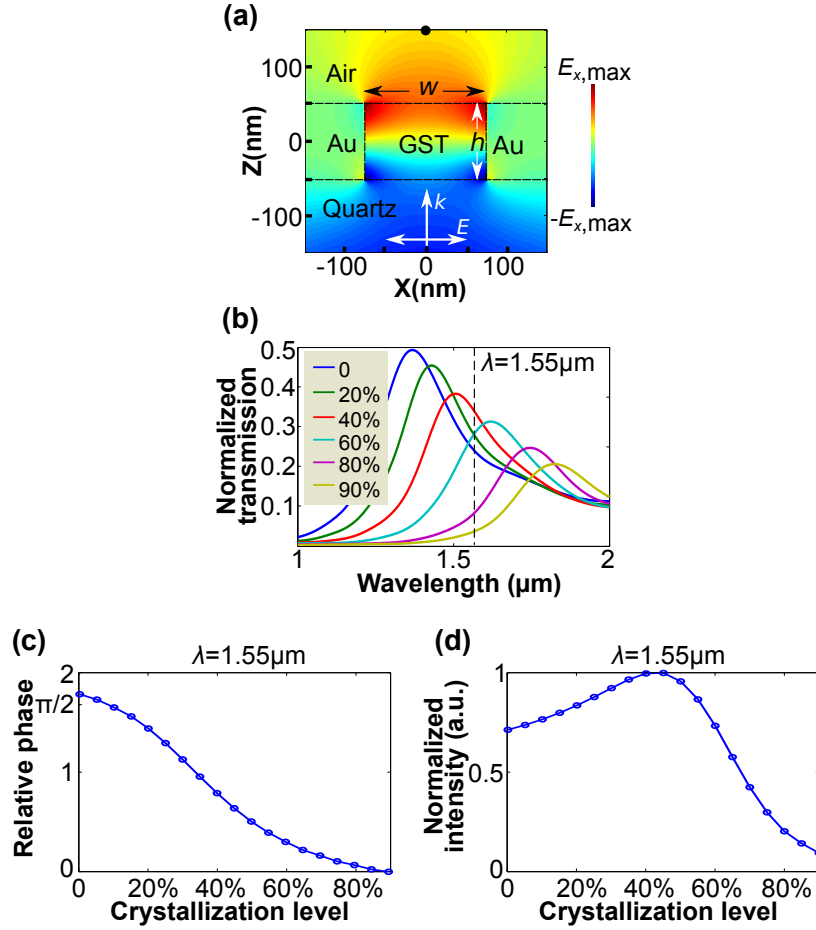 (a)
150
100
50
0
-100
Z(nm)
Air
w
Au
GST
h
Au
Quartz
k
E
-100
0
100
X(nm)
Eₓ,max
-Eₓ,max
(b)
0.5
0.4
0.3
0.2
0.1
Normalized
transmission
0
20%
40%
60%
80%
90%
λ=1.55μm
1
1.5
2
Wavelength (μm)
(c)
λ=1.55μm
2
π/2
1
0
Relative phase
0
20%
40%
60%
80%
Crystallization level
(d)
λ=1.55μm
1
0.5
0
Normalized
intensity (a.u.)
0
20%
40%
60%
80%
Crystallization level